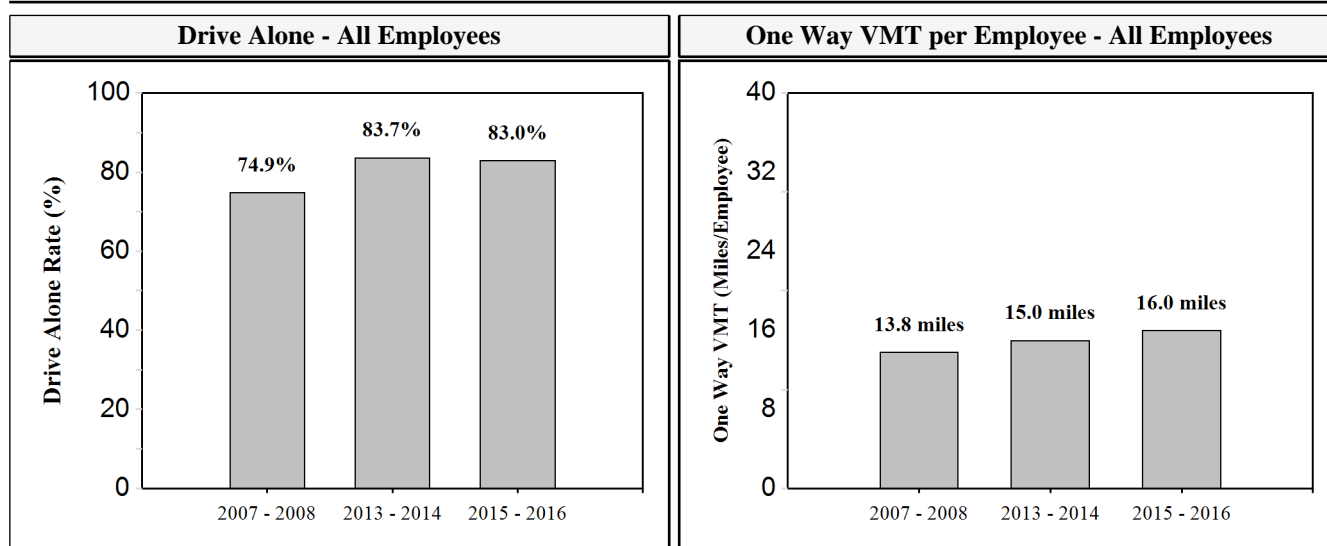 Drive Alone - All Employees
One Way VMT per Employee - All Employees
Drive Alone Rate (%)
100
80
60
40
20
0
74.9%
83.7%
83.0%
2007 - 2008
2013 - 2014
2015 - 2016
One Way VMT (Miles/Employee)
40
32
24
16
8
0
13.8 miles
15.0 miles
16.0 miles
2007 - 2008
2013 - 2014
2015 - 2016